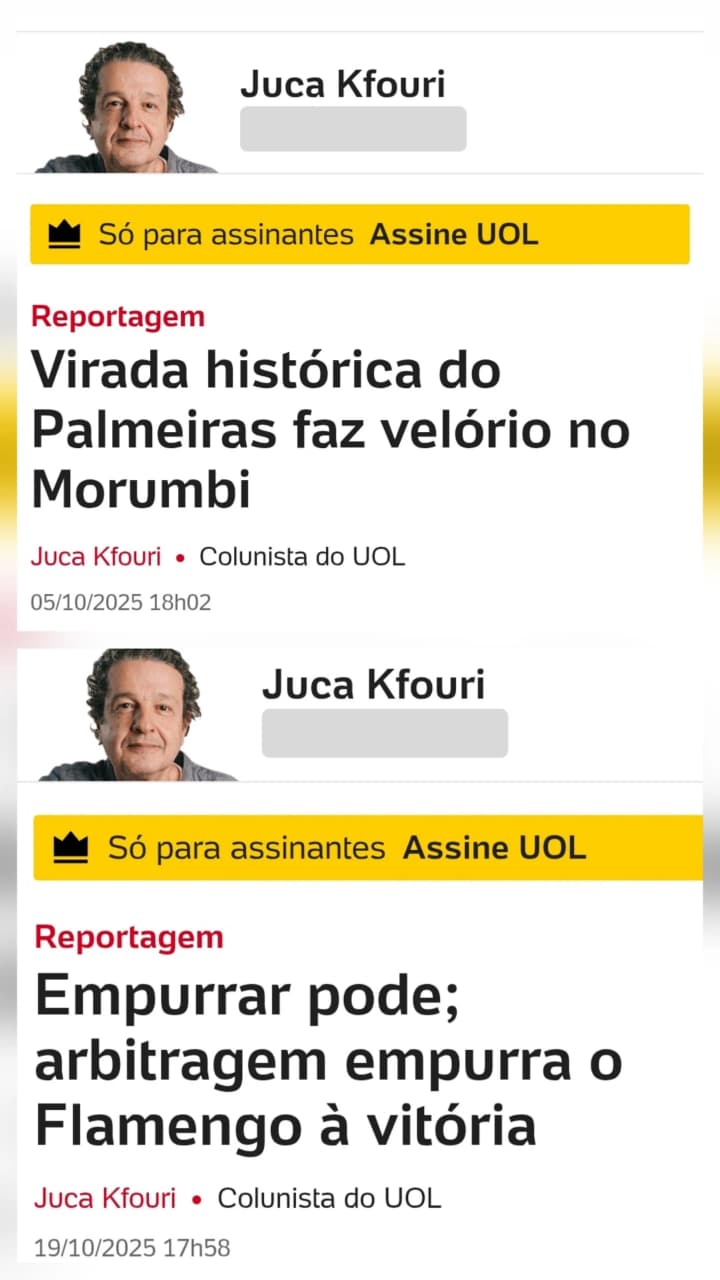 Juca Kfouri
Só para assinantes Assine UOL
Reportagem
Virada histórica do
Palmeiras faz velório no
Morumbi
Juca Kfouri • Colunista do UOL
05/10/2025 18h02
Juca Kfouri
Só para assinantes Assine UOL
Reportagem
Empurrar pode;
arbitragem empurra o
Flamengo à vitória
Juca Kfouri • Colunista do UOL
19/10/2025 17h58